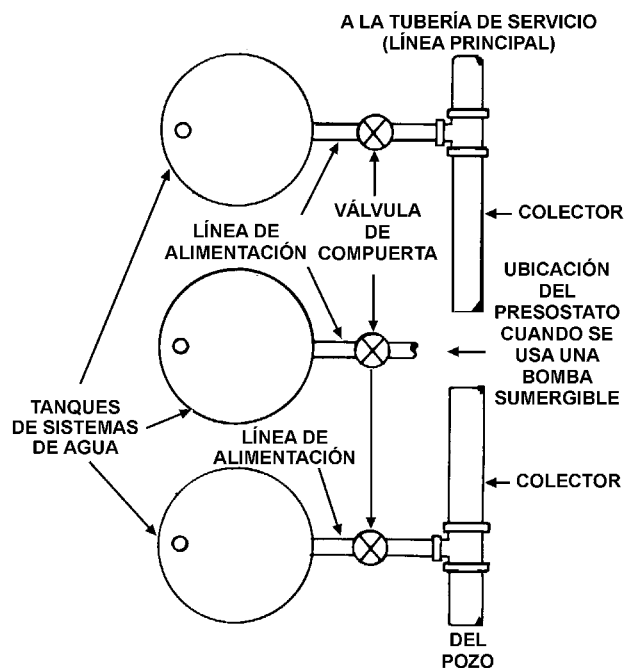 A LA TUBERÍA DE SERVICIO
(LÍNEA PRINCIPAL)
LÍNEA DE
ALIMENTACIÓN
VÁLVULA
DE
COMPUERTA
COLECTOR
UBICACIÓN
DEL
PRESOSTATO
CUANDO SE
USA UNA
BOMBA
SUMERGIBLE
TANQUES
DE SISTEMAS
DE AGUA
LÍNEA DE
ALIMENTACIÓN
COLECTOR
DEL
POZO